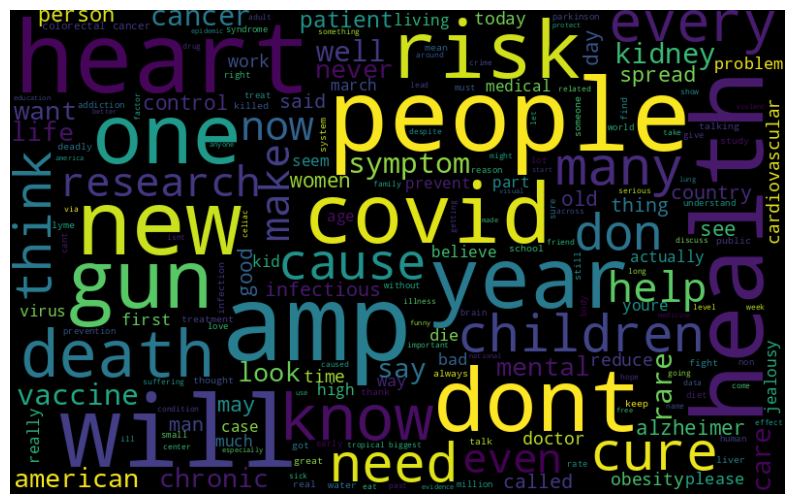 person
cancer
patient
living
today
every
colorectal cancer
syndrome
epidemic
adult
parkinson
something
around
protect
drug
heart
risk
work
right
well
never
day
kidney
problem
spread
want
addiction
treat
control
killed
said
march
medical
life
factor
one
now
people
health
education
better
deadly
america
anyone
seem
symptom
many
think
research
make
women
prevent
part
old
country
cardiovascular
new
covid
don
thing
see
age
believe
actually
lyme
via
celiac
gun
cause
year
help
good
kid
infectious
virus
first
infection
amp
without
illness
die
youre
children
death
prevention
love
treatment
say
mental
reduce
look
time
high
bad
way
vaccine
may
will
know
dont
rare
jealousy
alzheimer
man
case
much
really
doctor
cure
care
american
chronic
need
even
called
obesity
please
suffering
thought
condition
ill
small
center
especially
got
great
sick
real
water
eat
early
tropical
biggest
talk
rate
million
evidence
past
thank
always
important
funny
caused
use
system
despite
might
reason
family
visual
school
friend
still
brain
body
long
level
week
public
discuss
understand
across
sure
made
getting
start
lot
let
lead
mean
must
crime
related
someone
world
find
take
show
talking
give
study
lung
serious
fight
non
going
data
come
diet
name
human
effect
liver
hope
free
keep
national
cant
isnt